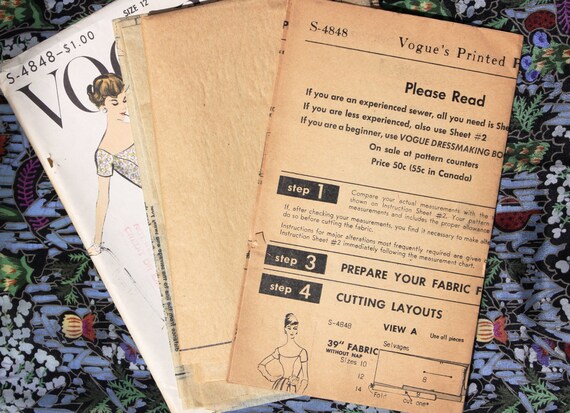 SIZE 12
S-4848-$1.00
VOG
S-4848
Vogue's Printed
Please Read
If you are an experienced sewer, all you need is
If you are less experienced, also use Sheet #2
If you are a beginner, use VOGUE DRESSMAKING BO
On sale at pattern counters
Price 50c (55c in Canada)
step 1
Compare your actual measurements with the
shown on Instruction Sheet #2. Your pattern
measurements and includes the proper allowance
If, after checking your measurements, you find it necessary to make
do so before cutting the fabric.
Instructions for major alterations most frequently required are given
Instruction Sheet #2 immediately following the measurement chart.
step 3
PREPARE YOUR FABRIC F
step 4
CUTTING LAYOUTS
S-4848
VIEW A
Use all pieces
39" FABRIC
WITHOUT NAP
Sizes 10
12
14
Selvages
8
Fold
Cut one